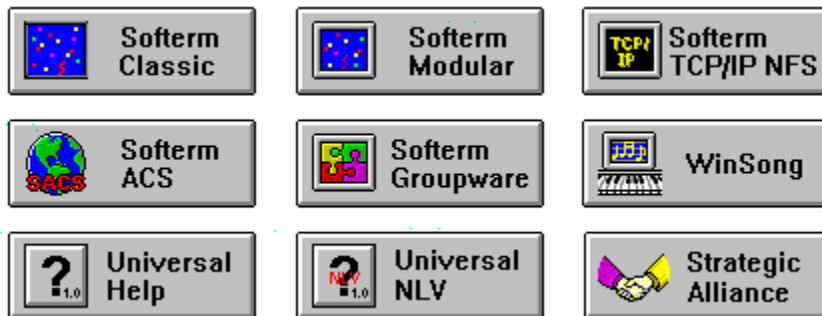 Softerm
Classic
Softerm
Modular
TCP/
IP
Softerm
TCP/IP NFS
SACS
Softerm
ACS
Softerm
Groupware
WinSong
?
1.0
Universal
Help
?
NLV
1.0
Universal
NLV
Strategic
Alliance